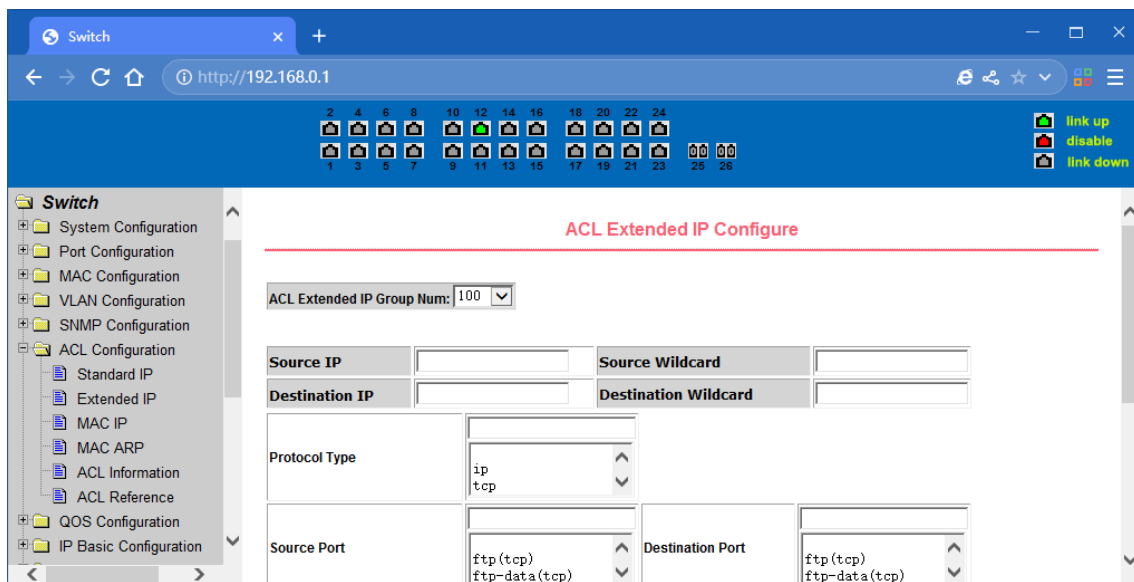 Switch
http://192.168.0.1
2 4 6 8 10 12 14 16 18 20 22 24
1 3 5 7 9 11 13 15 17 19 21 23 25 26
link up
disable
link down
Switch
System Configuration
Port Configuration
MAC Configuration
VLAN Configuration
SNMP Configuration
ACL Configuration
Standard IP
Extended IP
MAC IP
MAC ARP
ACL Information
ACL Reference
QOS Configuration
IP Basic Configuration
ACL Extended IP Configure
ACL Extended IP Group Num: 100
Source IP Source Wildcard
Destination IP Destination Wildcard
Protocol Type
ip
tcp
Source Port Destination Port
ftp(tcp) ftp(tcp)
ftp-data(tcp) ftp-data(tcp)